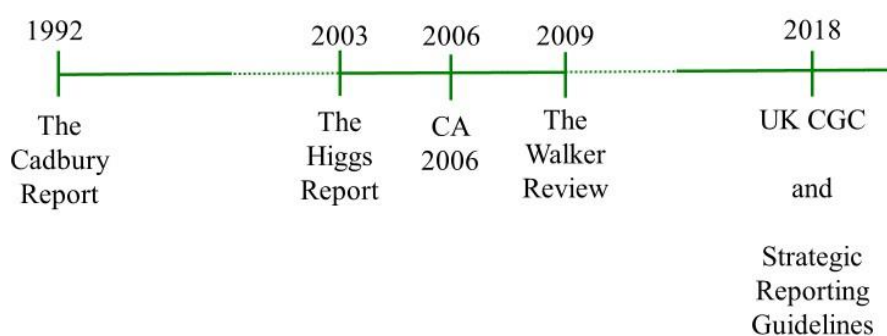 1992
2003
2006
2009
2018
The
Cadbury
Report
The
Higgs
Report
CA
2006
The
Walker
Review
UK CGC
and
Strategic
Reporting
Guidelines